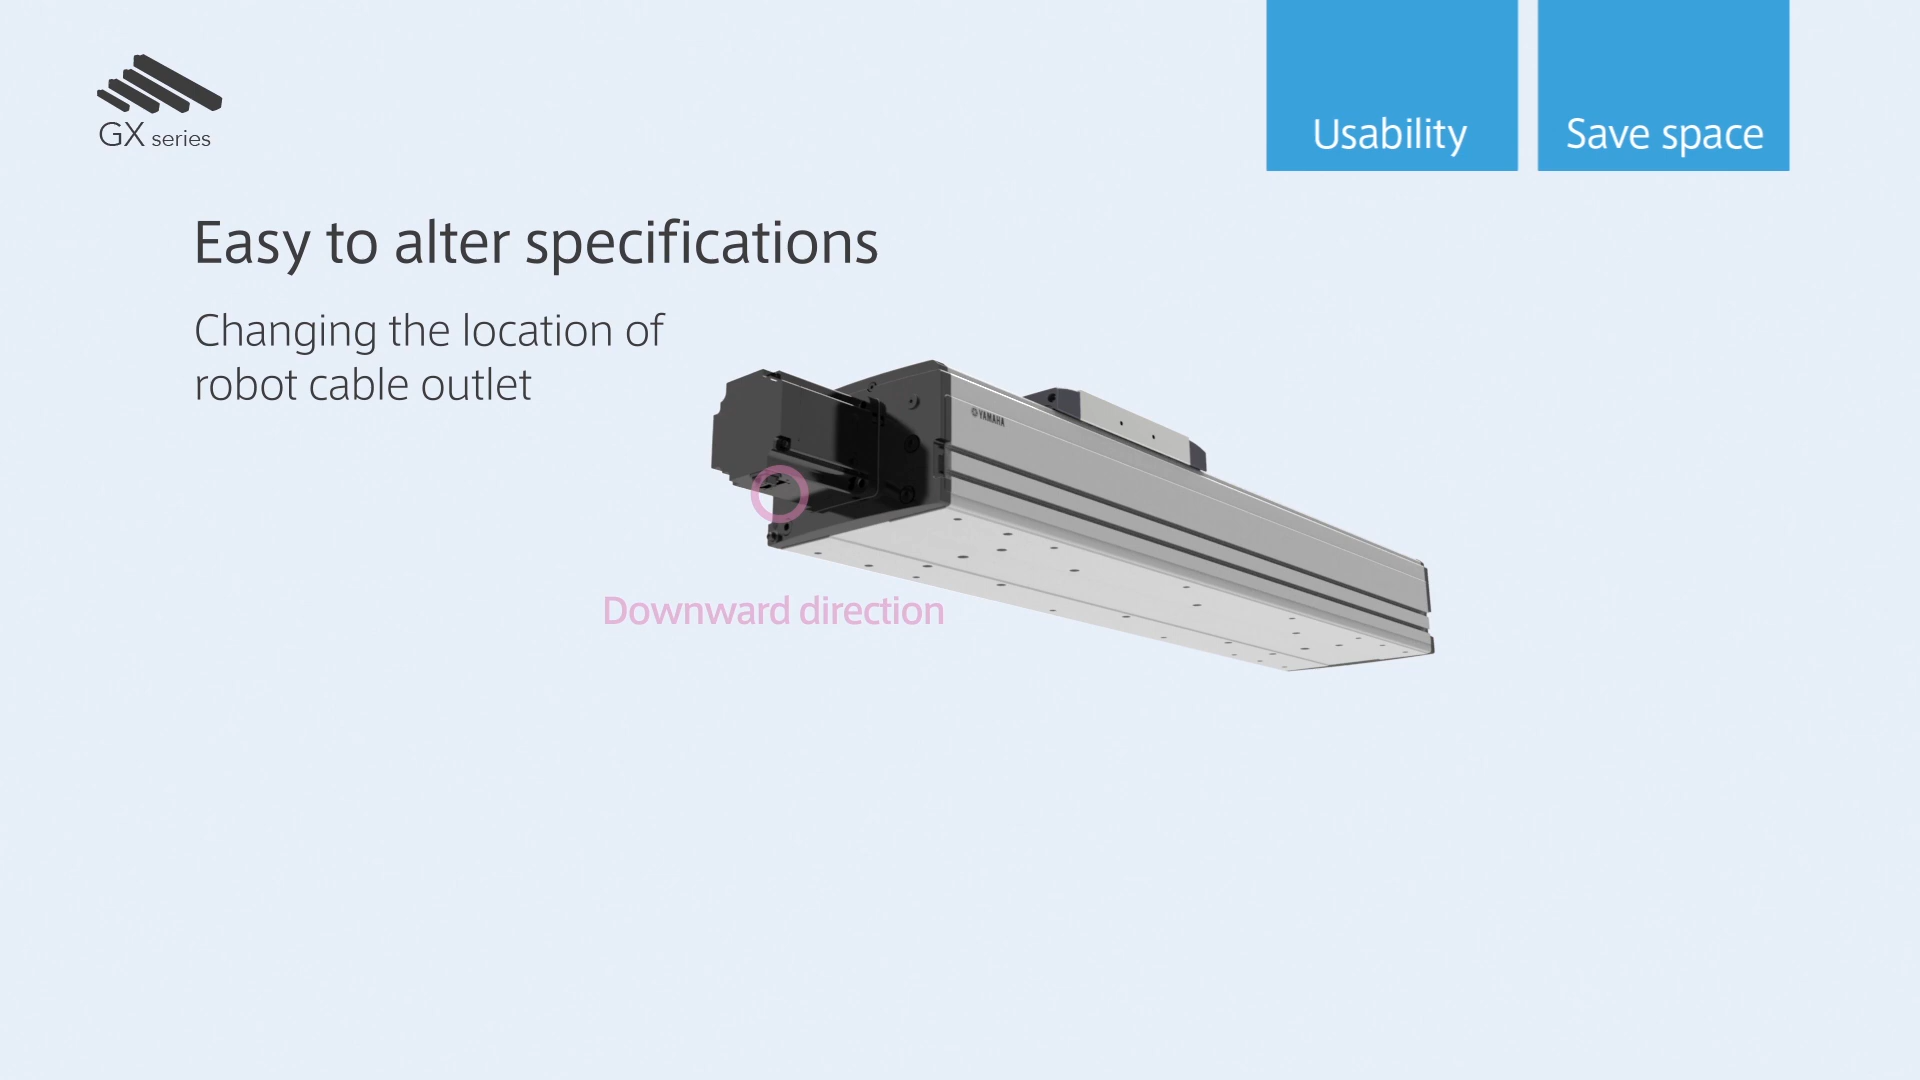 GX series
Usability
Save space
Easy to alter specifications
Changing the location of
robot cable outlet
YAMAHA
Downward direction